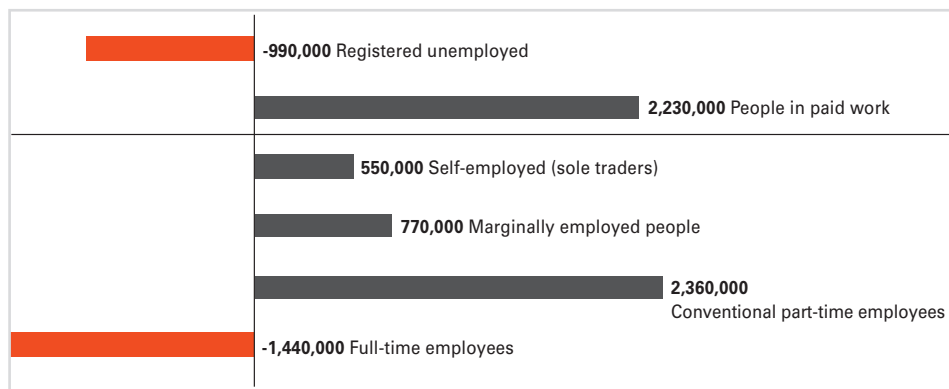 -990,000 Registered unemployed
2,230,000 People in paid work
550,000 Self-employed (sole traders)
770,000 Marginally employed people
2,360,000
Conventional part-time employees
-1,440,000 Full-time employees